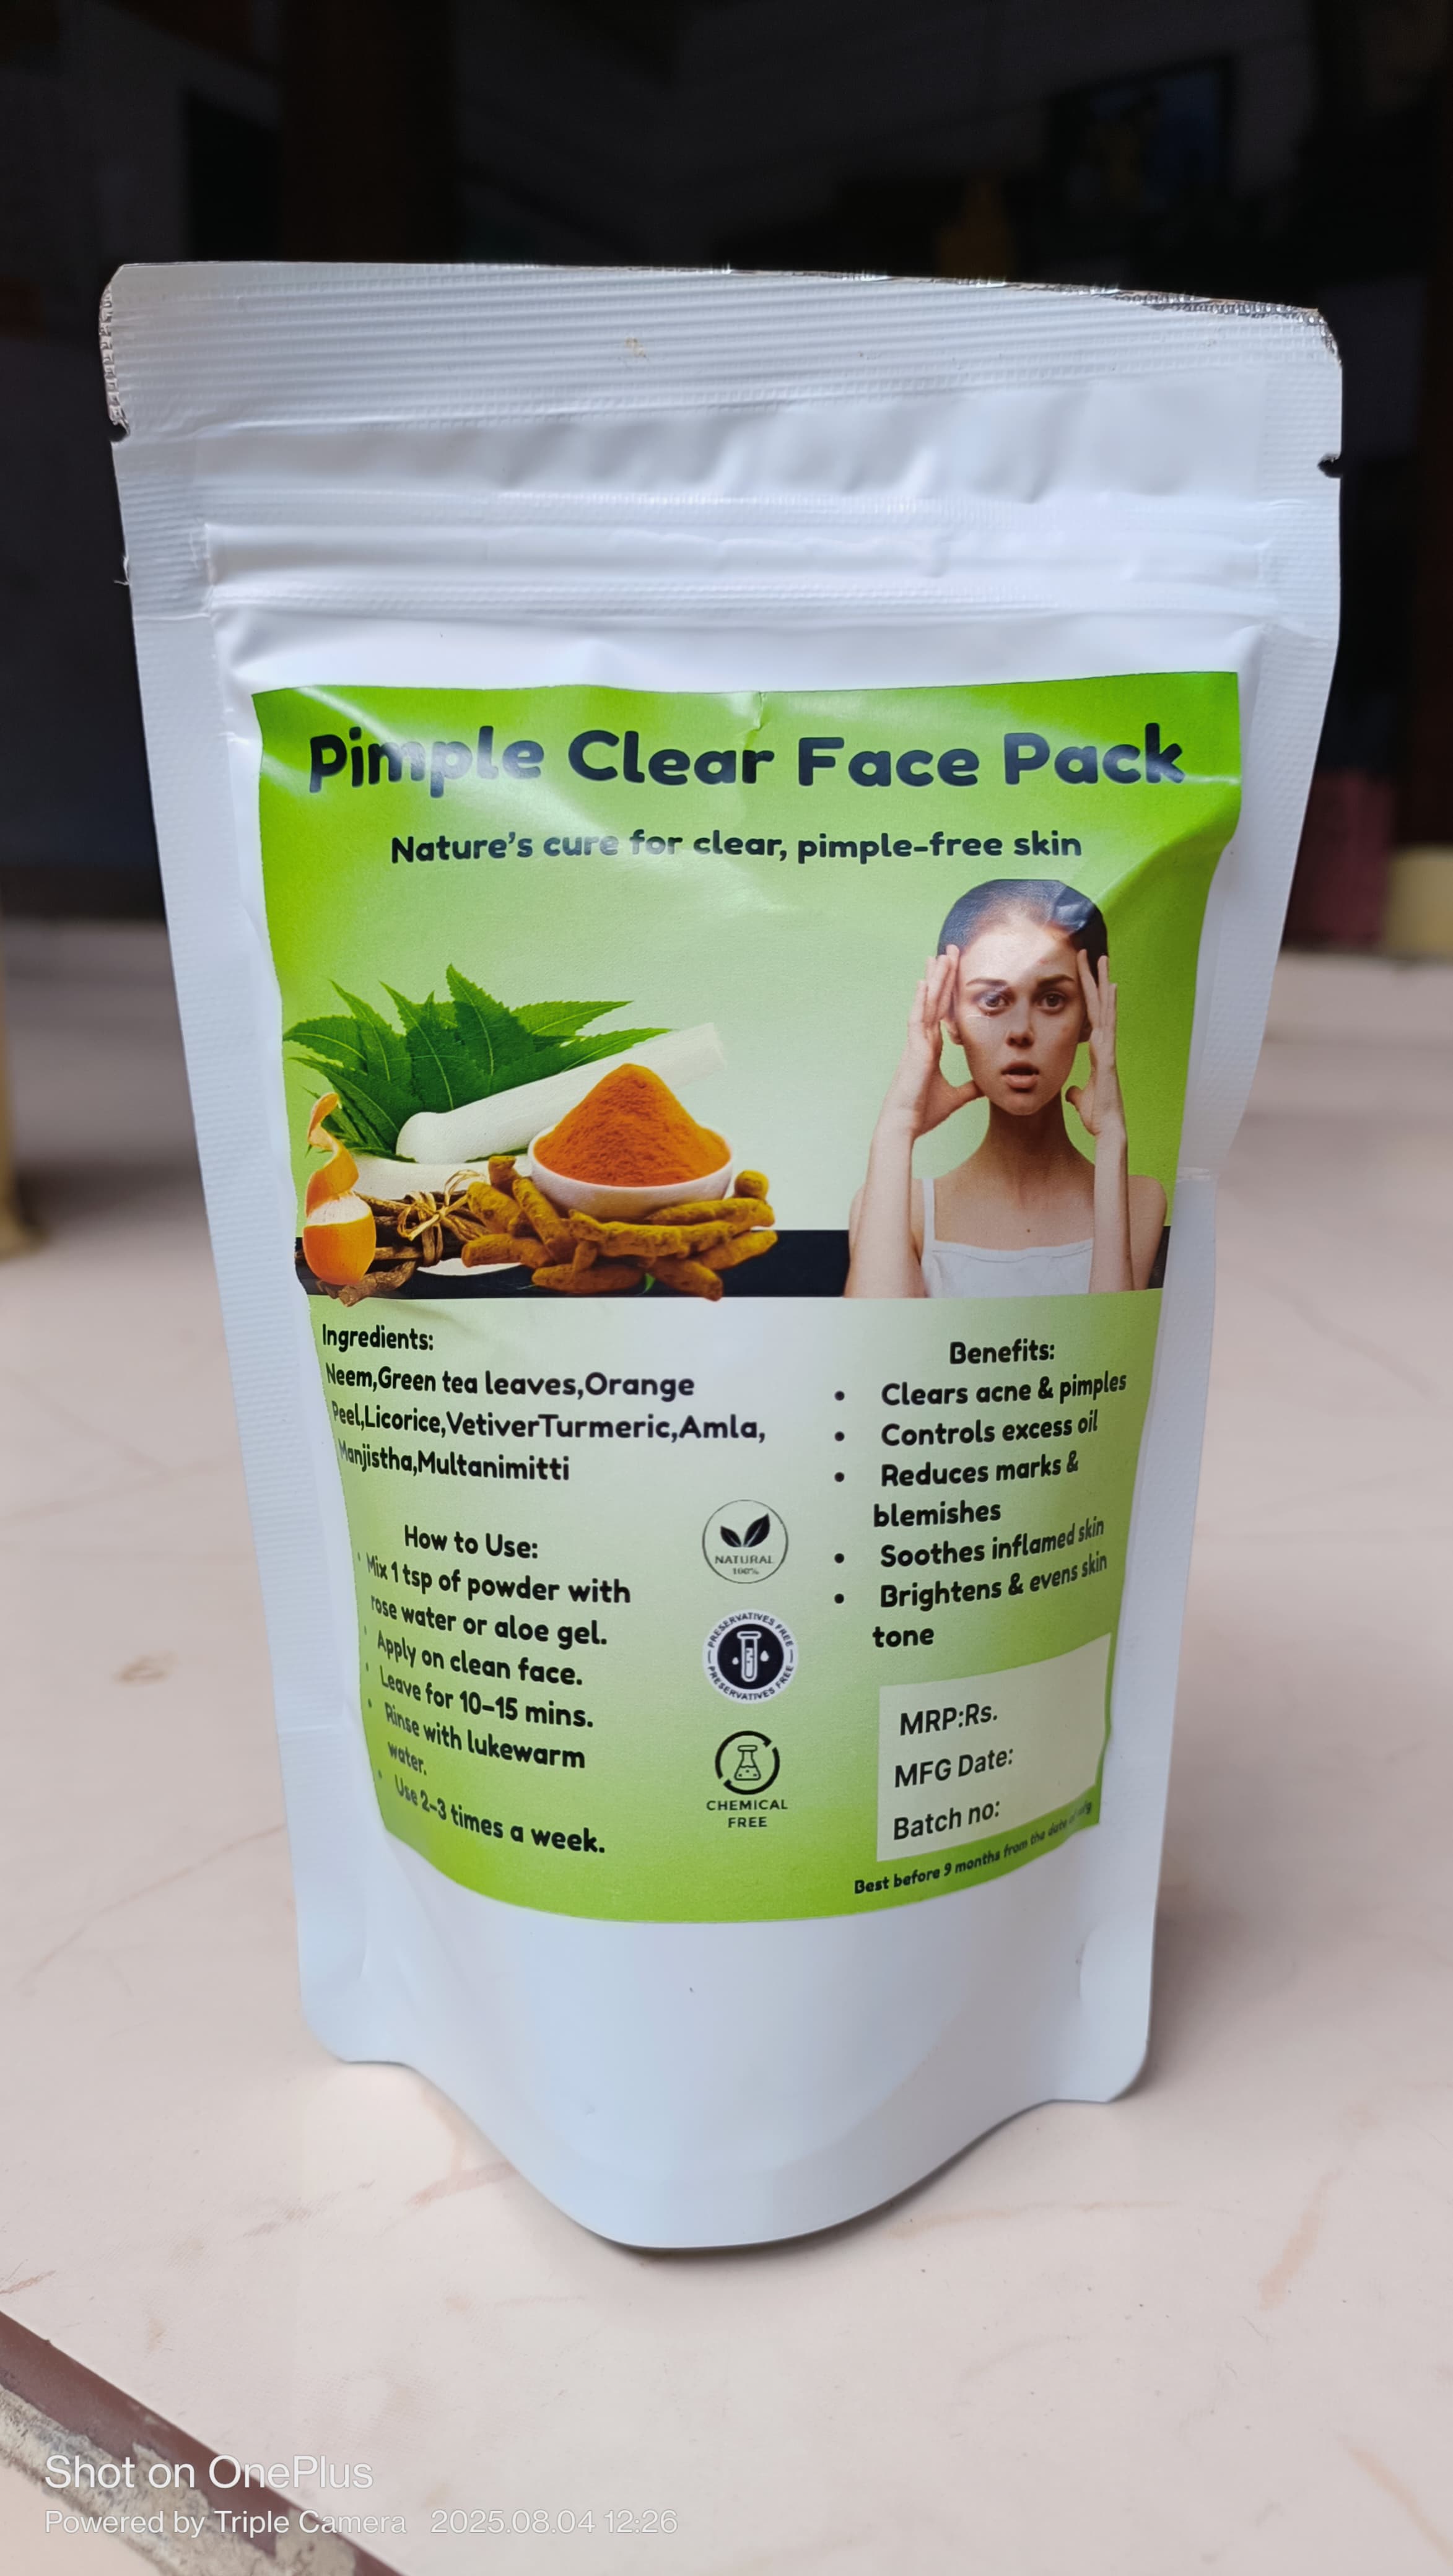 Pimple Clear Face Pack
Nature's cure for clear, pimple-free skin
Ingredients:
Neem,Green tea leaves,Orange
Peel,Licorice,VetiverTurmeric,Amla,
Manjistha,Multanimitti
How to Use:
• Mix 1 tsp of powder with
rose water or aloe gel.
• Apply on clean face.
• Leave for 10-15 mins.
• Rinse with lukewarm
water.
• Use 2-3 times a week.
NATURAL
100%
PRESERVATIVES FREE
PRESERVATIVES FREE
CHEMICAL
FREE
Benefits:
• Clears acne & pimples
• Controls excess oil
• Reduces marks &
blemishes
• Soothes inflamed skin
• Brightens & evens skin
tone
MRP:Rs.
MFG Date:
Batch no:
Best before 9 months from the date of mfg
Shot on OnePlus
Powered by Triple Camera 2025.08.04 12:26